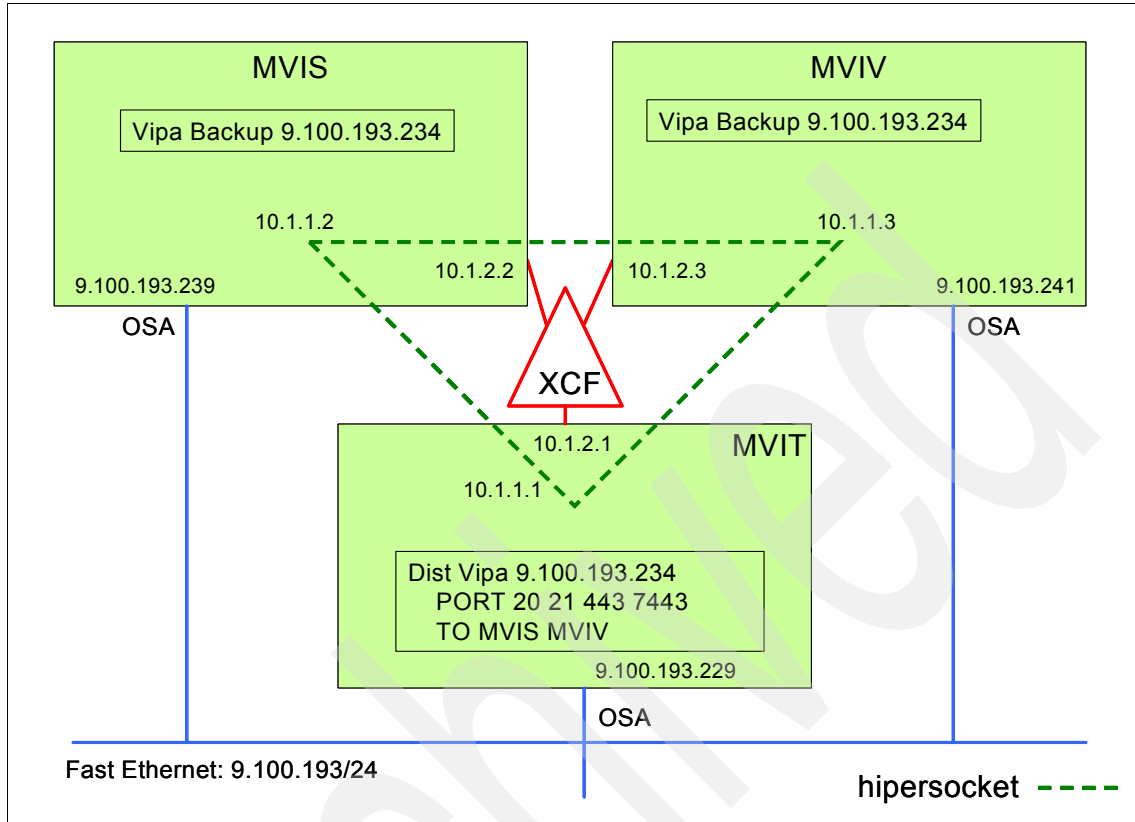 MVIS
Vipa Backup 9.100.193.234
10.1.1.2
10.1.2.2
9.100.193.239
OSA
MVIV
Vipa Backup 9.100.193.234
10.1.1.3
10.1.2.3
9.100.193.241
OSA
XCF
10.1.2.1
MVIT
10.1.1.1
Dist Vipa 9.100.193.234
PORT 20 21 443 7443
TO MVIS MVIV
9.100.193.229
OSA
Fast Ethernet: 9.100.193/24
hipersocket